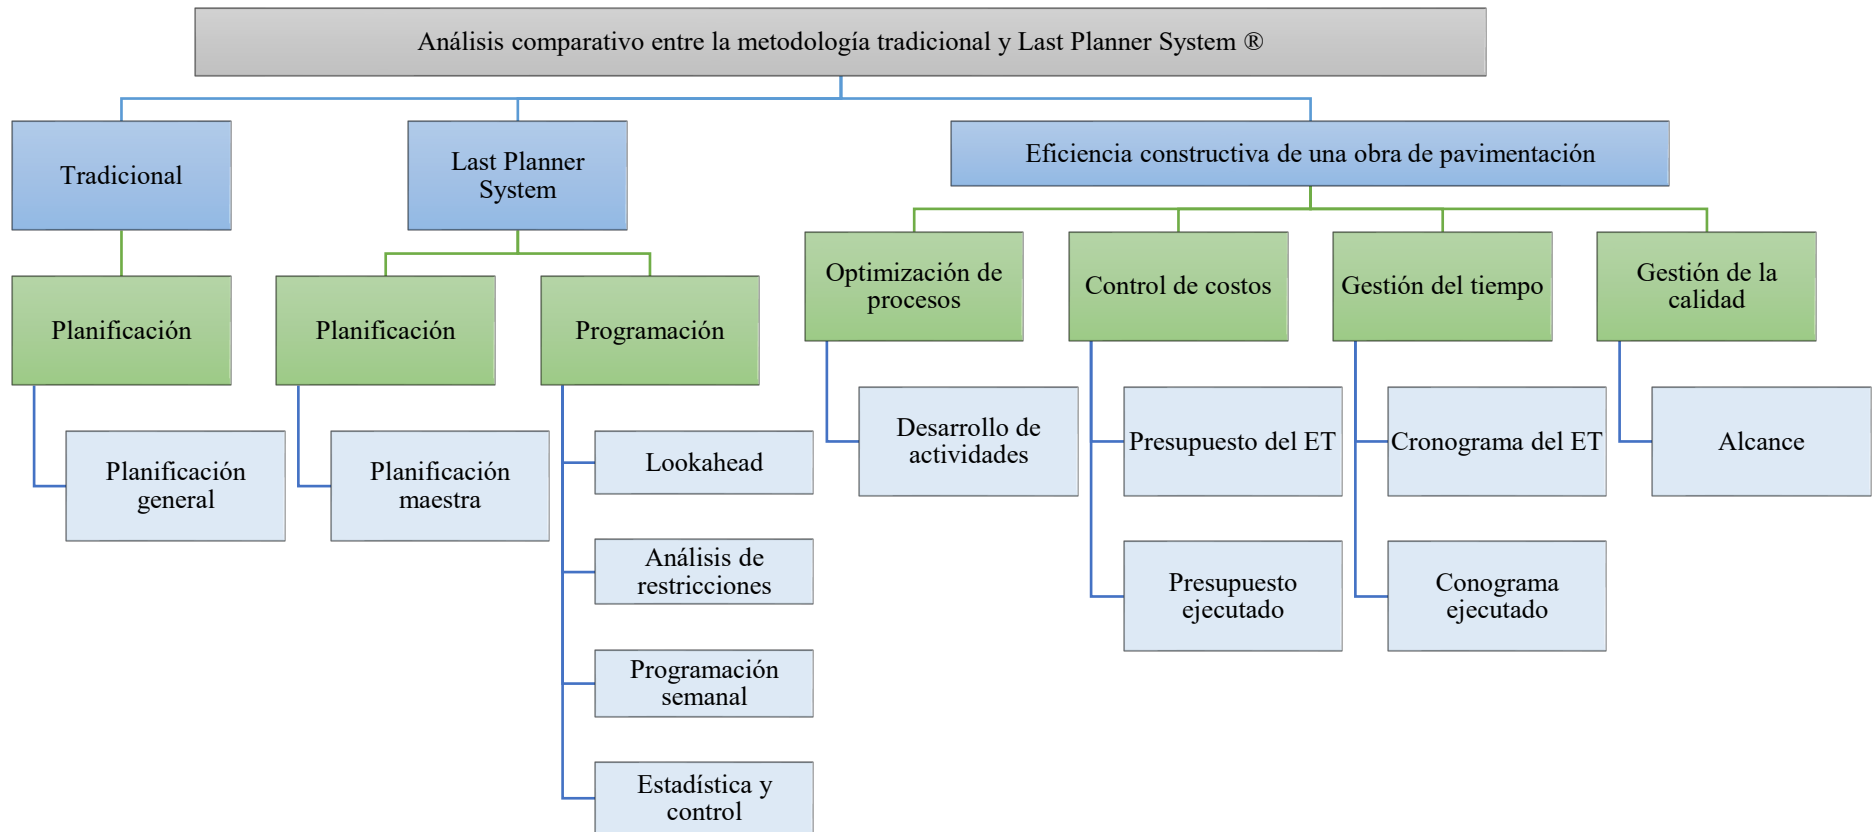 Análisis comparativo entre la metodología tradicional y Last Planner System ®
Tradicional
Last Planner
System
Eficiencia constructiva de una obra de pavimentación
Planificación
Planificación
Programación
Optimización de
procesos
Control de costos
Gestión del tiempo
Gestión de la
calidad
Planificación
general
Planificación
maestra
Lookahead
Análisis de
restricciones
Programación
semanal
Estadística y
control
Desarrollo de
actividades
Presupuesto del ET
Presupuesto
ejecutado
Cronograma del ET
Conograma
ejecutado
Alcance